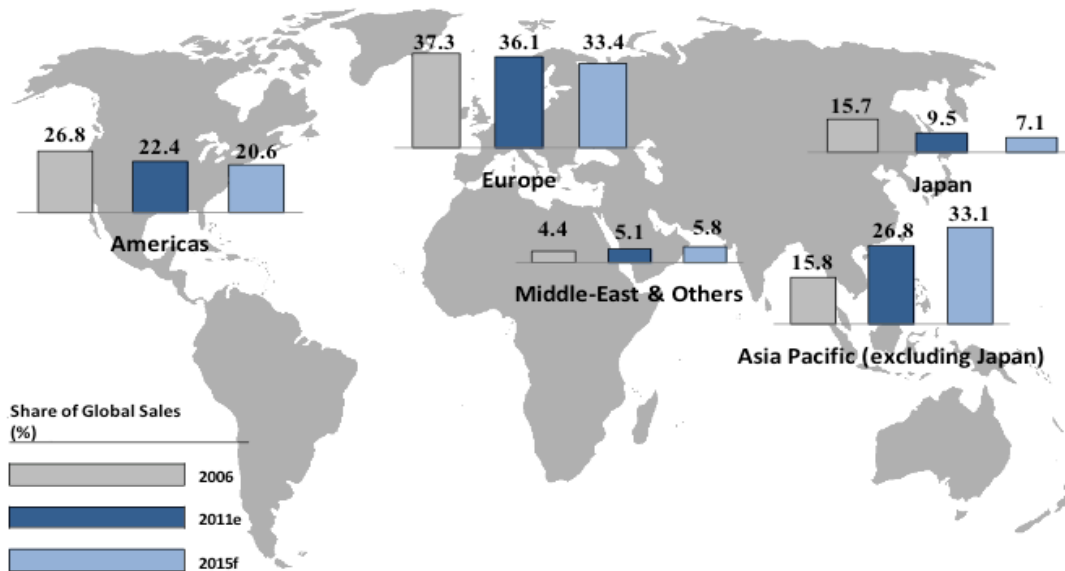 37.3 36.1 33.4
26.8 22.4 20.6
15.7 9.5 7.1
Europe
Japan
Americas
4.4 5.1 5.8
15.8 26.8 33.1
Middle-East & Others
Asia Pacific (excluding Japan)
Share of Global Sales
(%)
2006
2011e
2015f